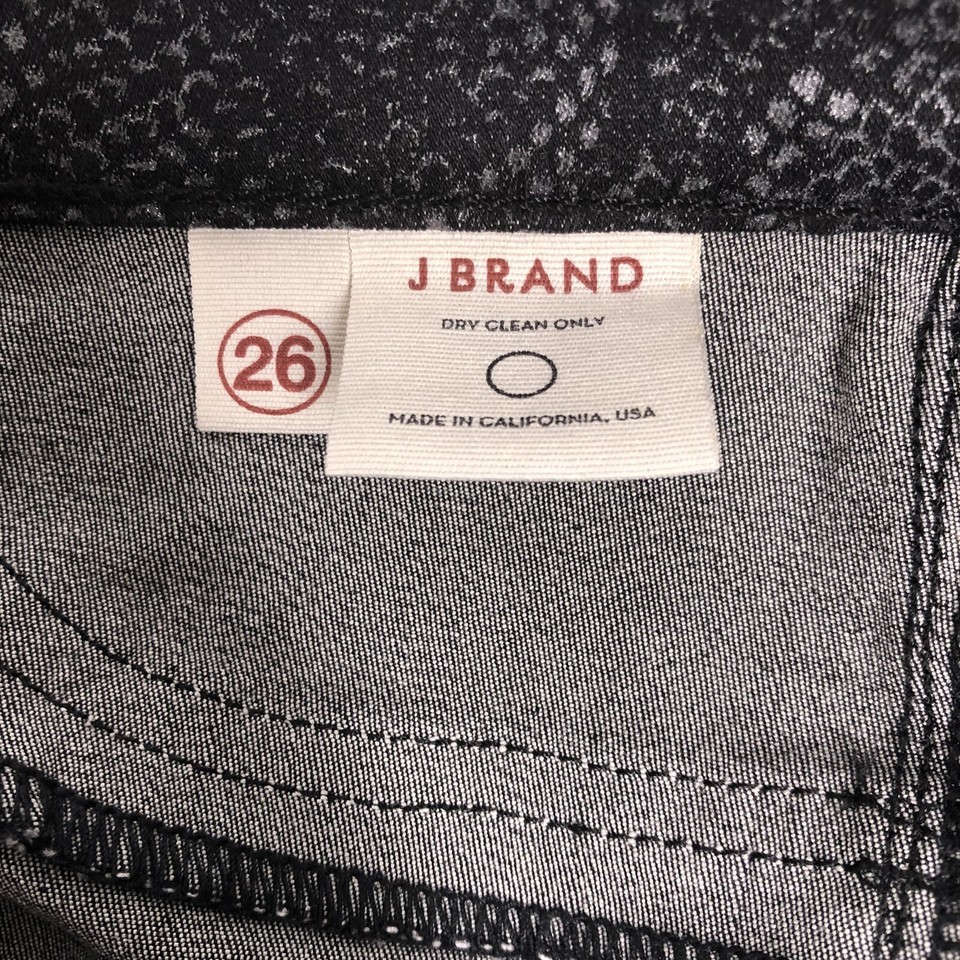 26
J BRAND
DRY CLEAN ONLY
MADE IN CALIFORNIA, USA